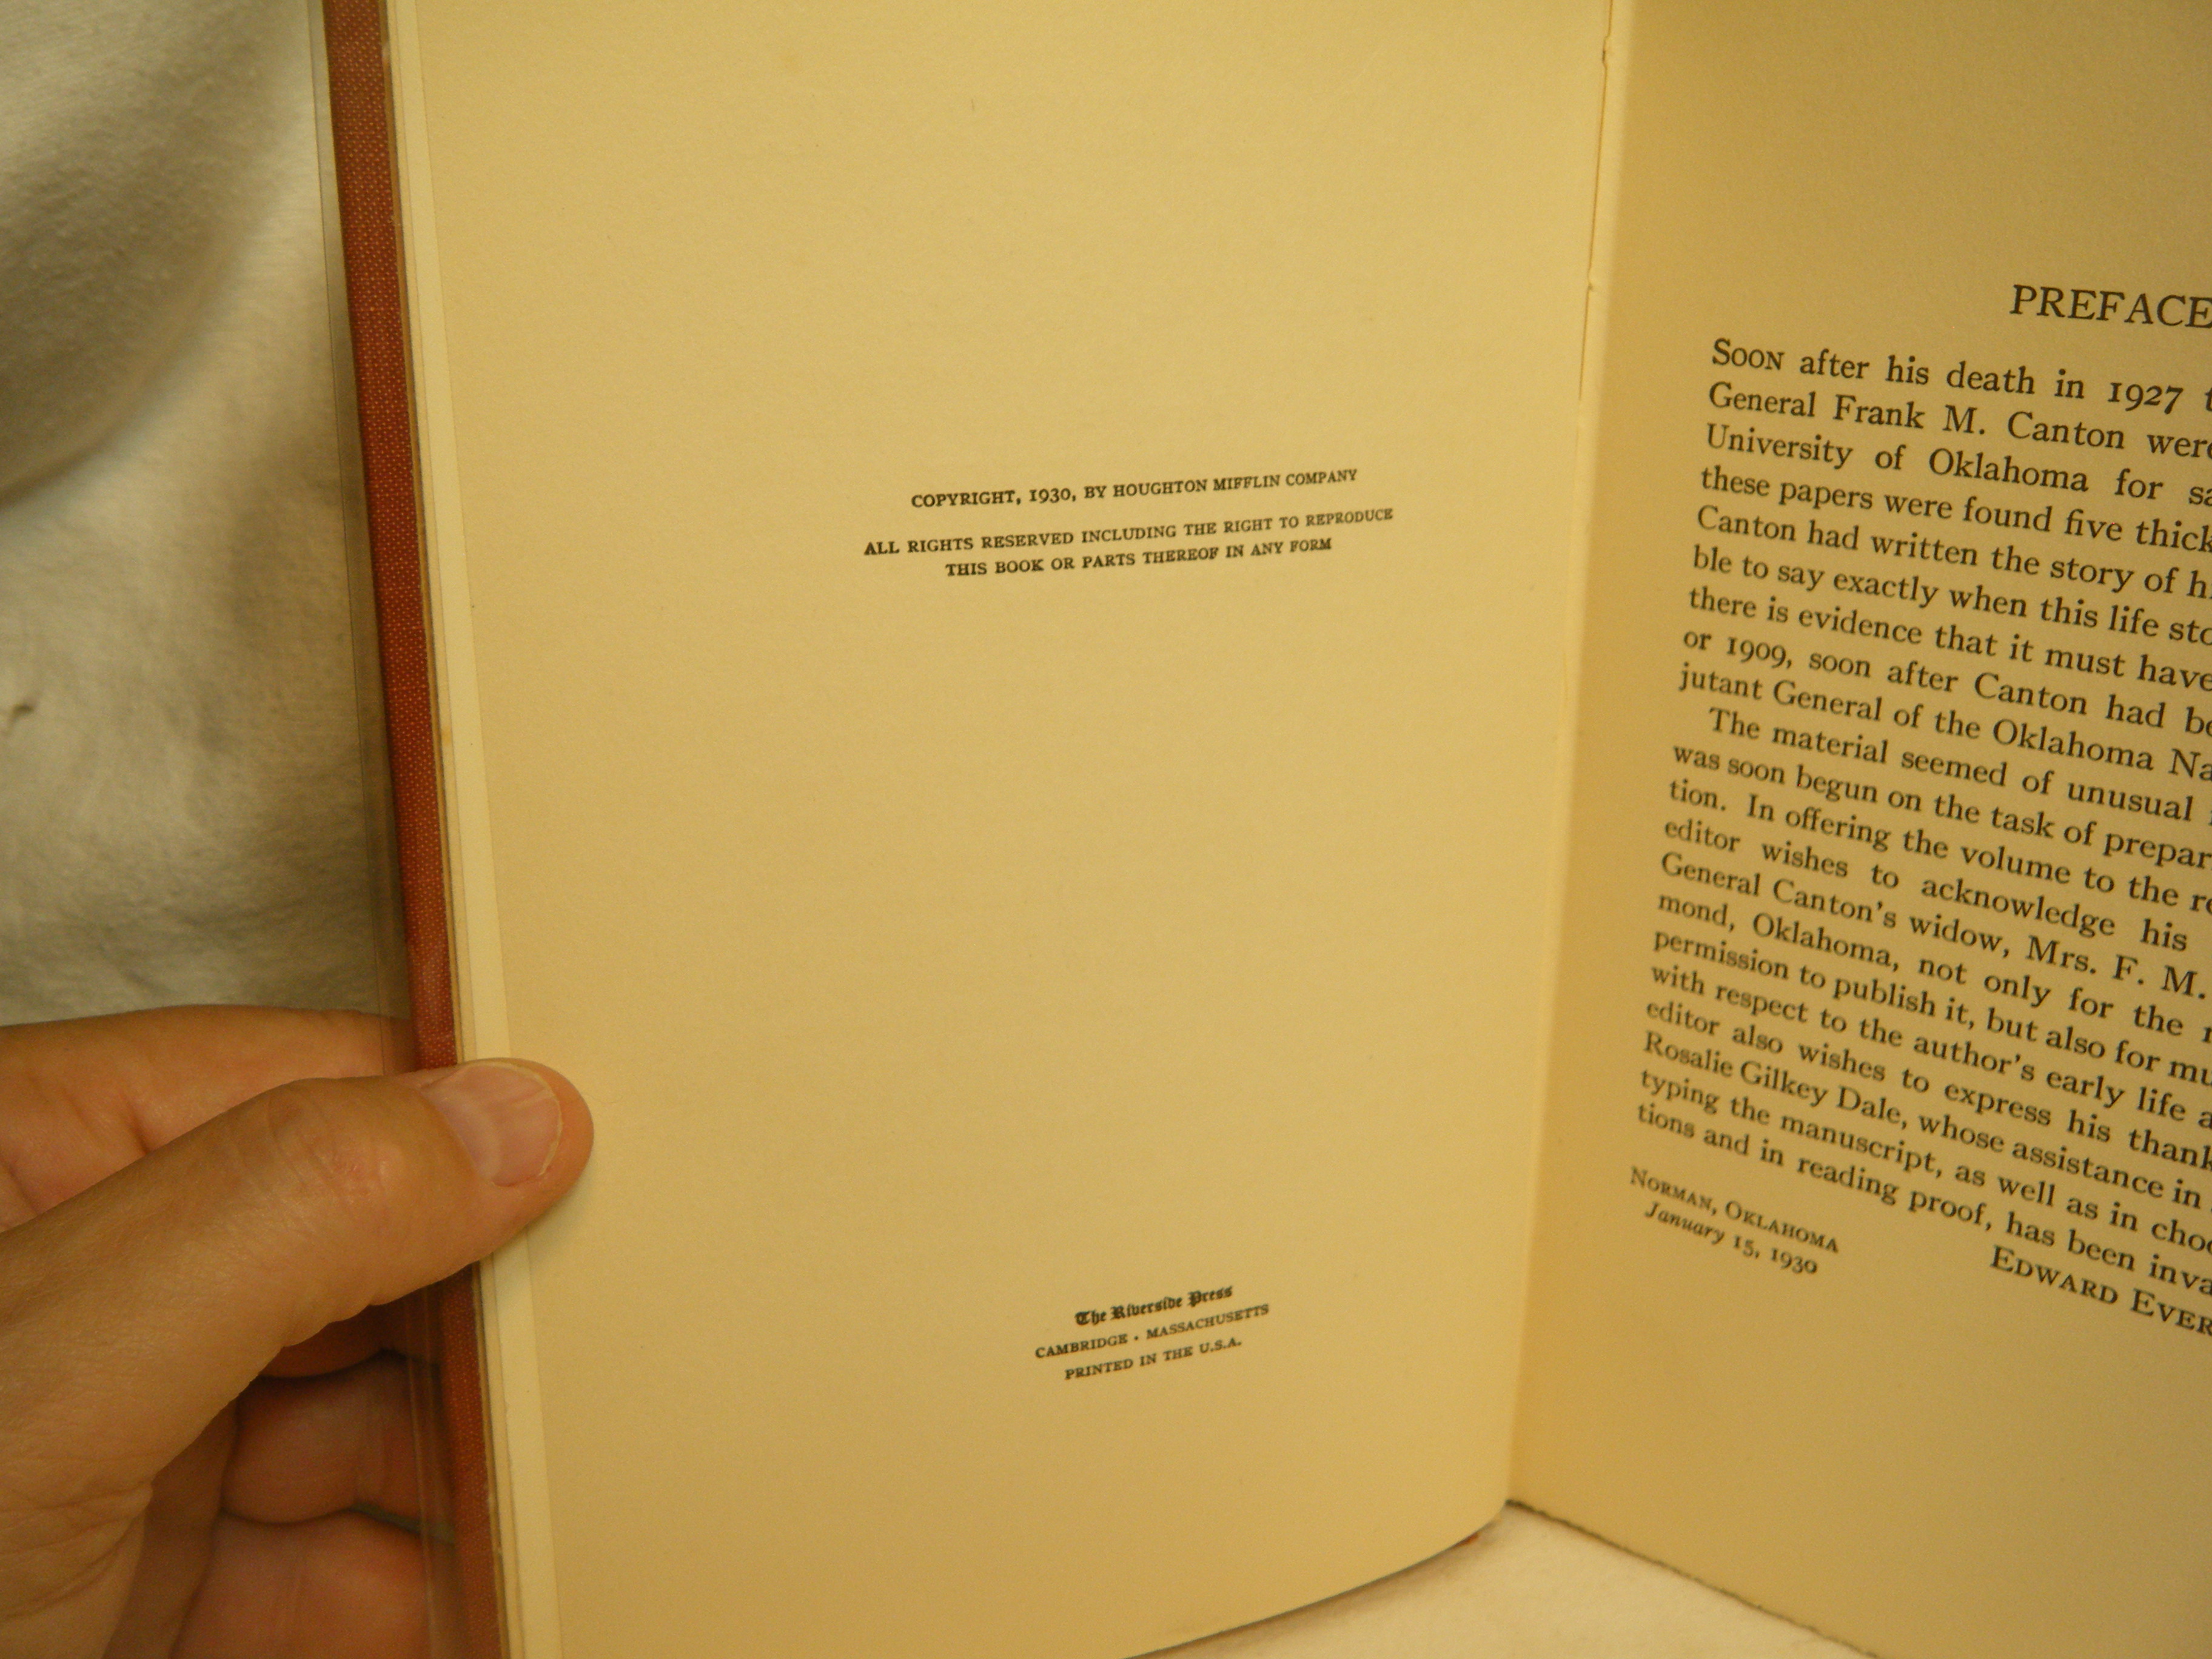 COPYRIGHT, 1930, BY HOUGHTON MIFFLIN COMPANY
ALL RIGHTS RESERVED INCLUDING THE RIGHT TO REPRODUCE
THIS BOOK OR PARTS THEREOF IN ANY FORM
The Riverside Press
CAMBRIDGE · MASSACHUSETTS
PRINTED IN THE U.S.A.
PREFACE
SOON after his death in 1927
General Frank M. Canton were
University of Oklahoma for
these papers were found five thick
Canton had written the story of
ble to say exactly when this life
there is evidence that it must have
or 1909, soon after Canton had
jutant General of the Oklahoma
The material seemed of unusual
was soon begun on the task of
tion. In offering the volume to the
editor wishes to acknowledge his
General Canton's widow, Mrs. F. M.
mond, Oklahoma, not only for the
permission to publish it, but also for
with respect to the author's early life
editor also wishes to express his
Rosalie Gilkey Dale, whose assistance in
typing the manuscript, as well as in
tions and in reading proof, has been
NORMAN, OKLAHOMA
January 15, 1930
EDWARD